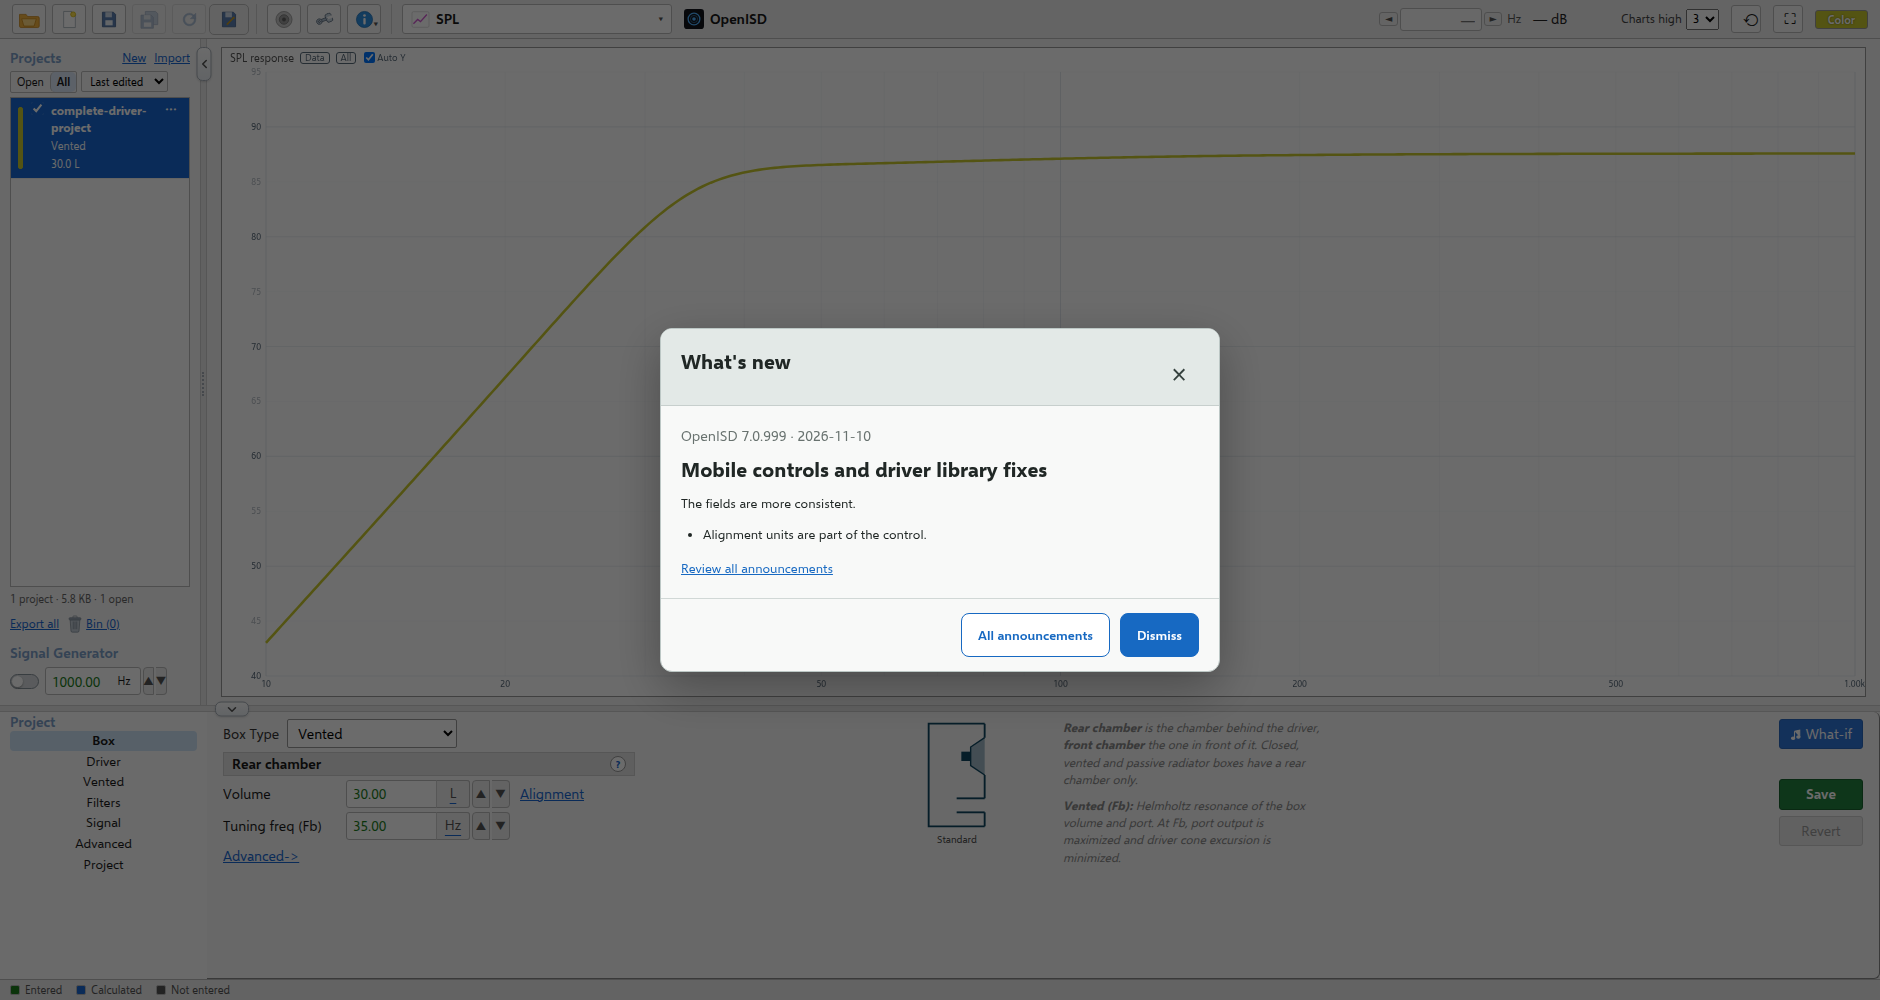 SPL
OpenISD
Hz
— dB
Charts high
3
Color
Projects
New
Import
Open
All
Last edited
complete-driver-
project
Vented
30.0 L
1 project · 5.8 KB · 1 open
Export all
Bin (0)
Signal Generator
1000.00
Hz
SPL response
Data
All
Auto Y
95
90
85
80
75
70
65
60
55
50
45
40
10
20
50
100
200
500
1.00k
What's new
OpenISD 7.0.999 · 2026-11-10
Mobile controls and driver library fixes
The fields are more consistent.
• Alignment units are part of the control.
Review all announcements
All announcements
Dismiss
Project
Box
Driver
Vented
Filters
Signal
Advanced
Project
Box Type
Vented
Rear chamber
?
Volume
30.00
L
Alignment
Tuning freq (Fb)
35.00
Hz
Advanced->
Standard
Rear chamber is the chamber behind the driver,
front chamber the one in front of it. Closed,
vented and passive radiator boxes have a rear
chamber only.
Vented (Fb): Helmholtz resonance of the box
volume and port. At Fb, port output is
maximized and driver cone excursion is
minimized.
What-if
Save
Revert
Entered
Calculated
Not entered